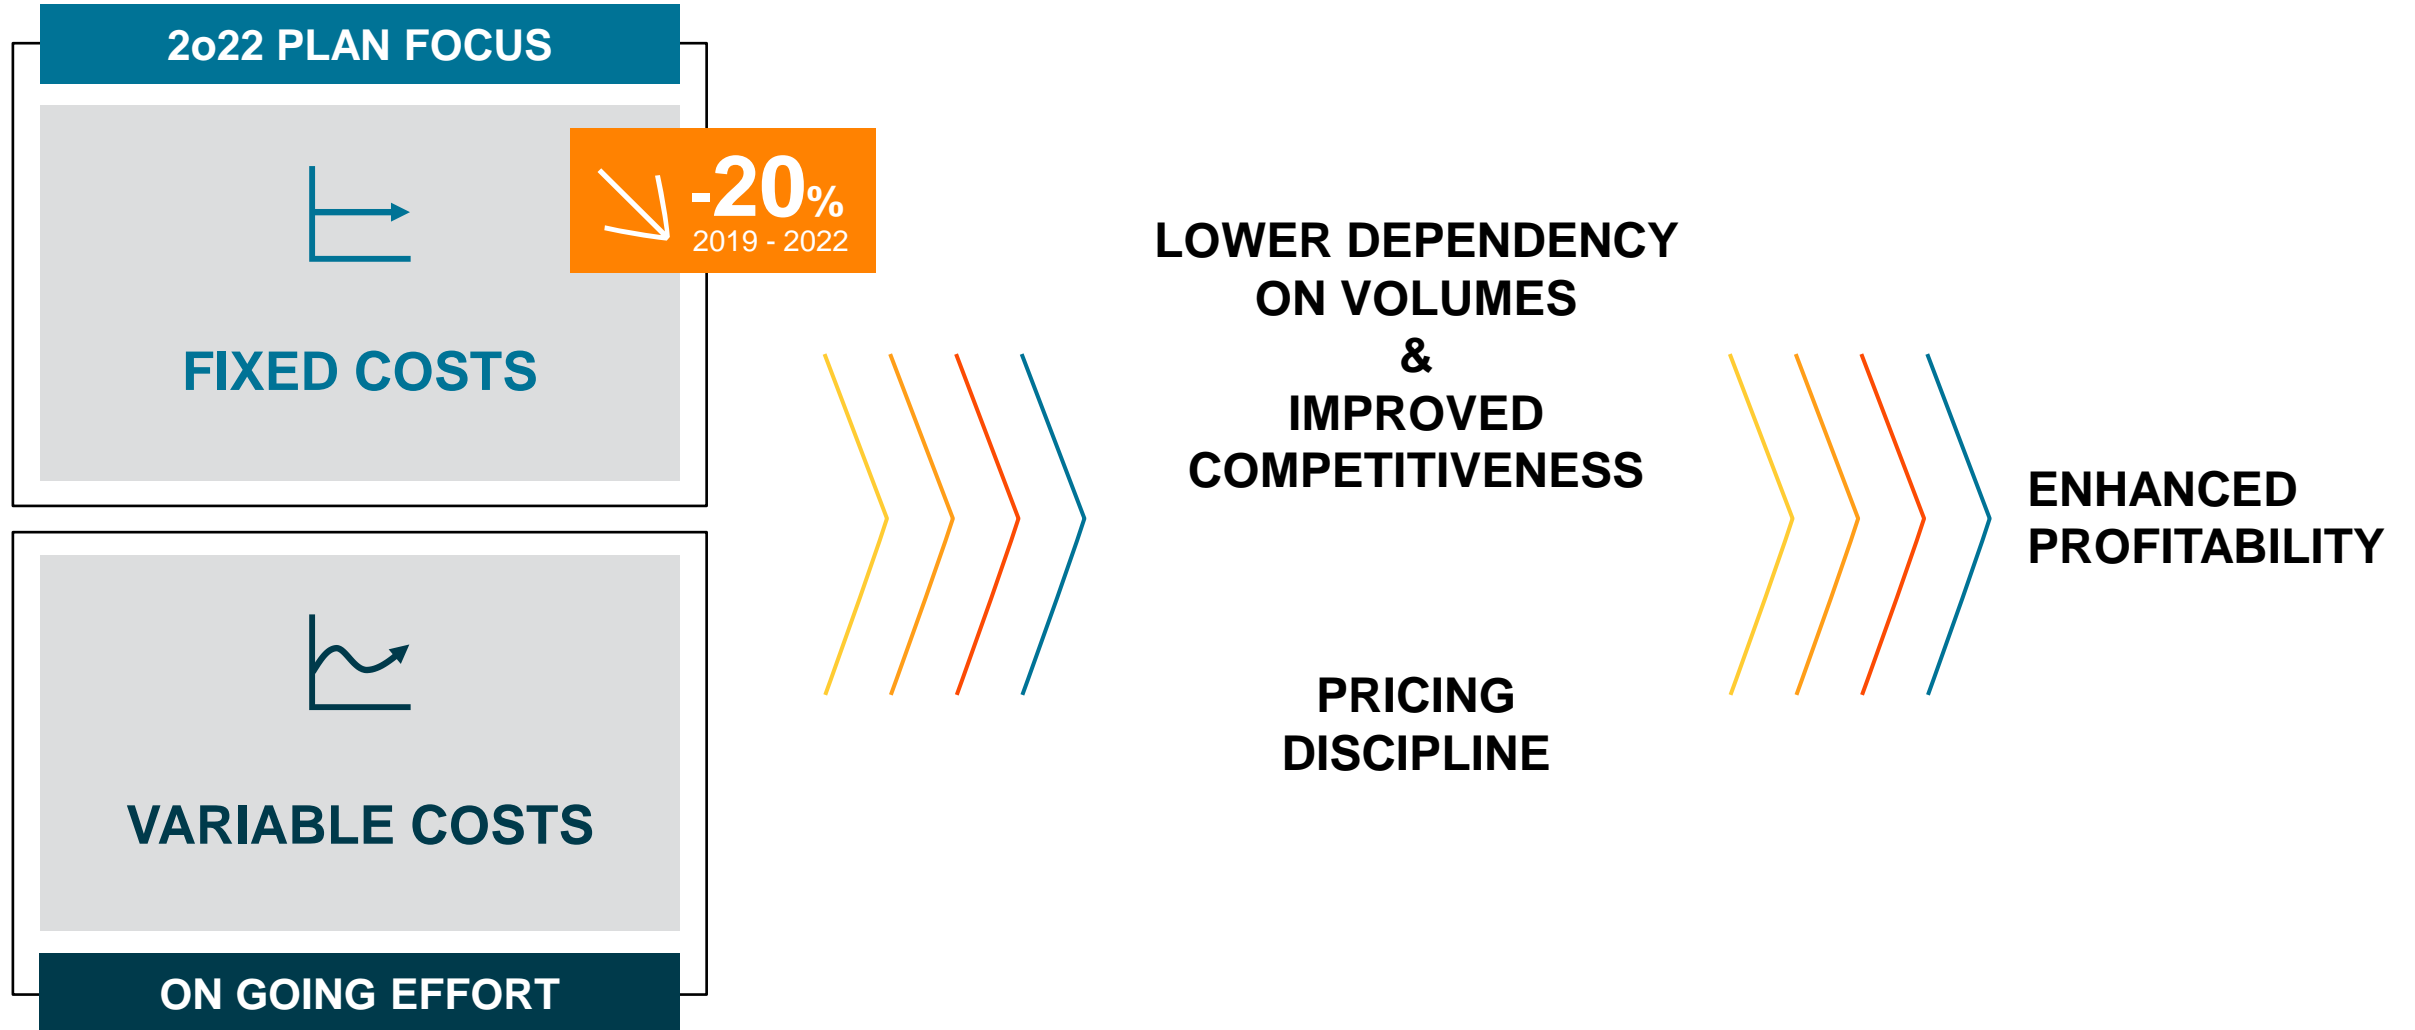 2o22 PLAN FOCUS
-20%
2019 - 2022
FIXED COSTS
VARIABLE COSTS
ON GOING EFFORT
LOWER DEPENDENCY
ON VOLUMES
&
IMPROVED
COMPETITIVENESS
PRICING
DISCIPLINE
ENHANCED
PROFITABILITY